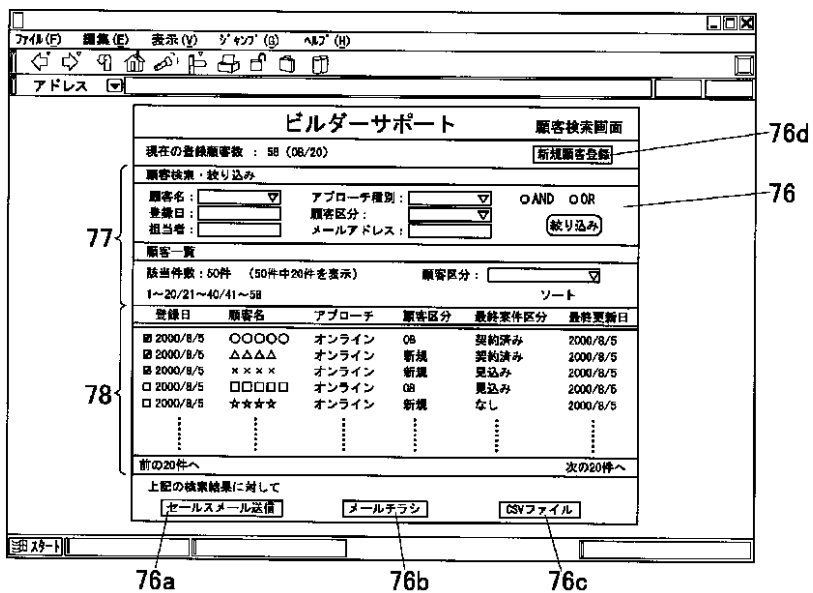 ファイル(F) 編集(E) 表示(V) ジャンプ(G) ヘルプ(H)
アドレス
ビルダーサポート 顧客検索画面
現在の登録顧客数 : 58 (OB/20) 新規顧客登録
顧客検索・絞り込み
顧客名: アプローチ種別: ○AND ○OR
登録日: 顧客区分:
担当者: メールアドレス: 絞り込み
顧客一覧
該当件数:50件 (50件中20件を表示) 顧客区分:
1~20/21~40/41~58 ソート
登録日 顧客名 アプローチ 顧客区分 最終案件区分 最終更新日
☑ 2000/8/5 ○○○○○ オンライン OB 契約済み 2000/8/5
☑ 2000/8/5 △△△△ オンライン 新規 契約済み 2000/8/5
☑ 2000/8/5 ×××× オンライン 新規 見込み 2000/8/5
□ 2000/8/5 □□□□□ オンライン OB 見込み 2000/8/5
□ 2000/8/5 ☆☆☆☆ オンライン 新規 なし 2000/8/5
前の20件へ 次の20件へ
上記の検索結果に対して
セールスメール送信 メールチラシ CSVファイル
スタート
76d
76
77
78
76a 76b 76c